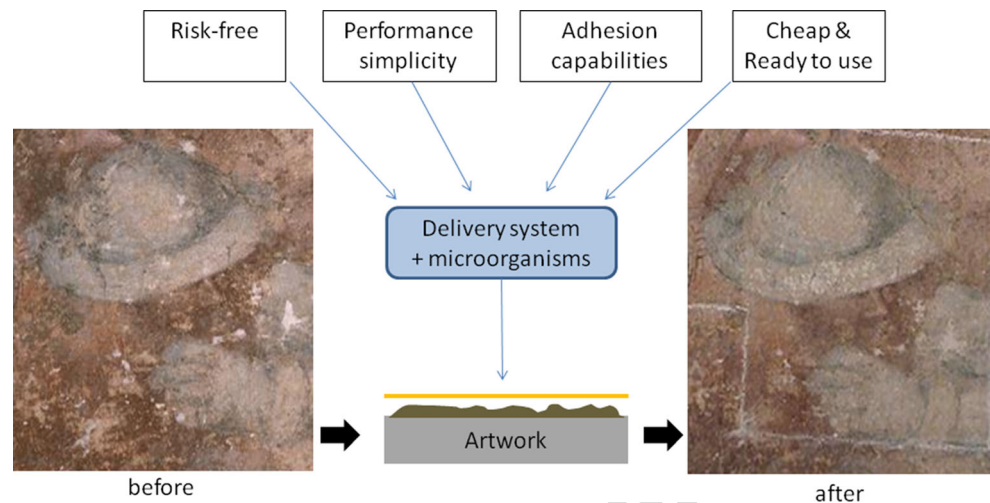 Risk-free
Performance
simplicity
Adhesion
capabilities
Cheap &
Ready to use
Delivery system
+ microorganisms
Artwork
before
after